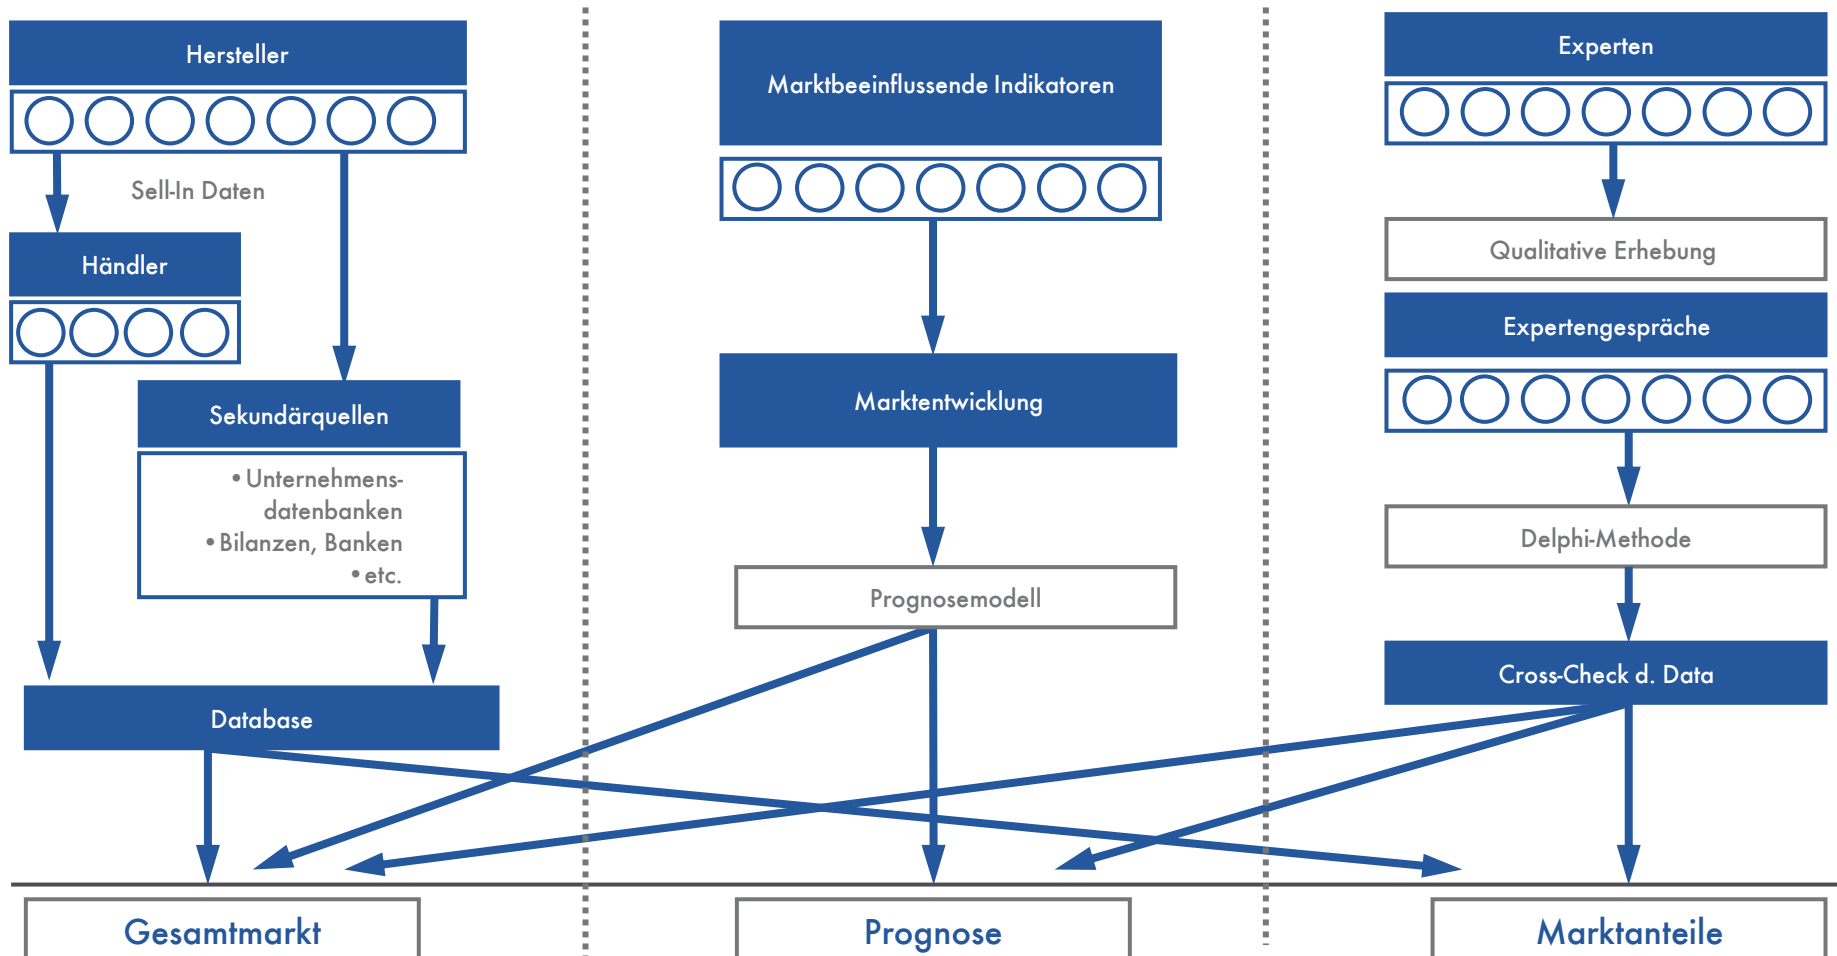 Hersteller
Sell-In Daten
Händler
Sekundärquellen
•Unternehmens-
datenbanken
•Bilanzen, Banken
•etc.
Database
Gesamtmarkt
Marktbeeinflussende Indikatoren
Marktentwicklung
Prognosemodell
Prognose
Experten
Qualitative Erhebung
Expertengespräche
Delphi-Methode
Cross-Check d. Data
Marktanteile